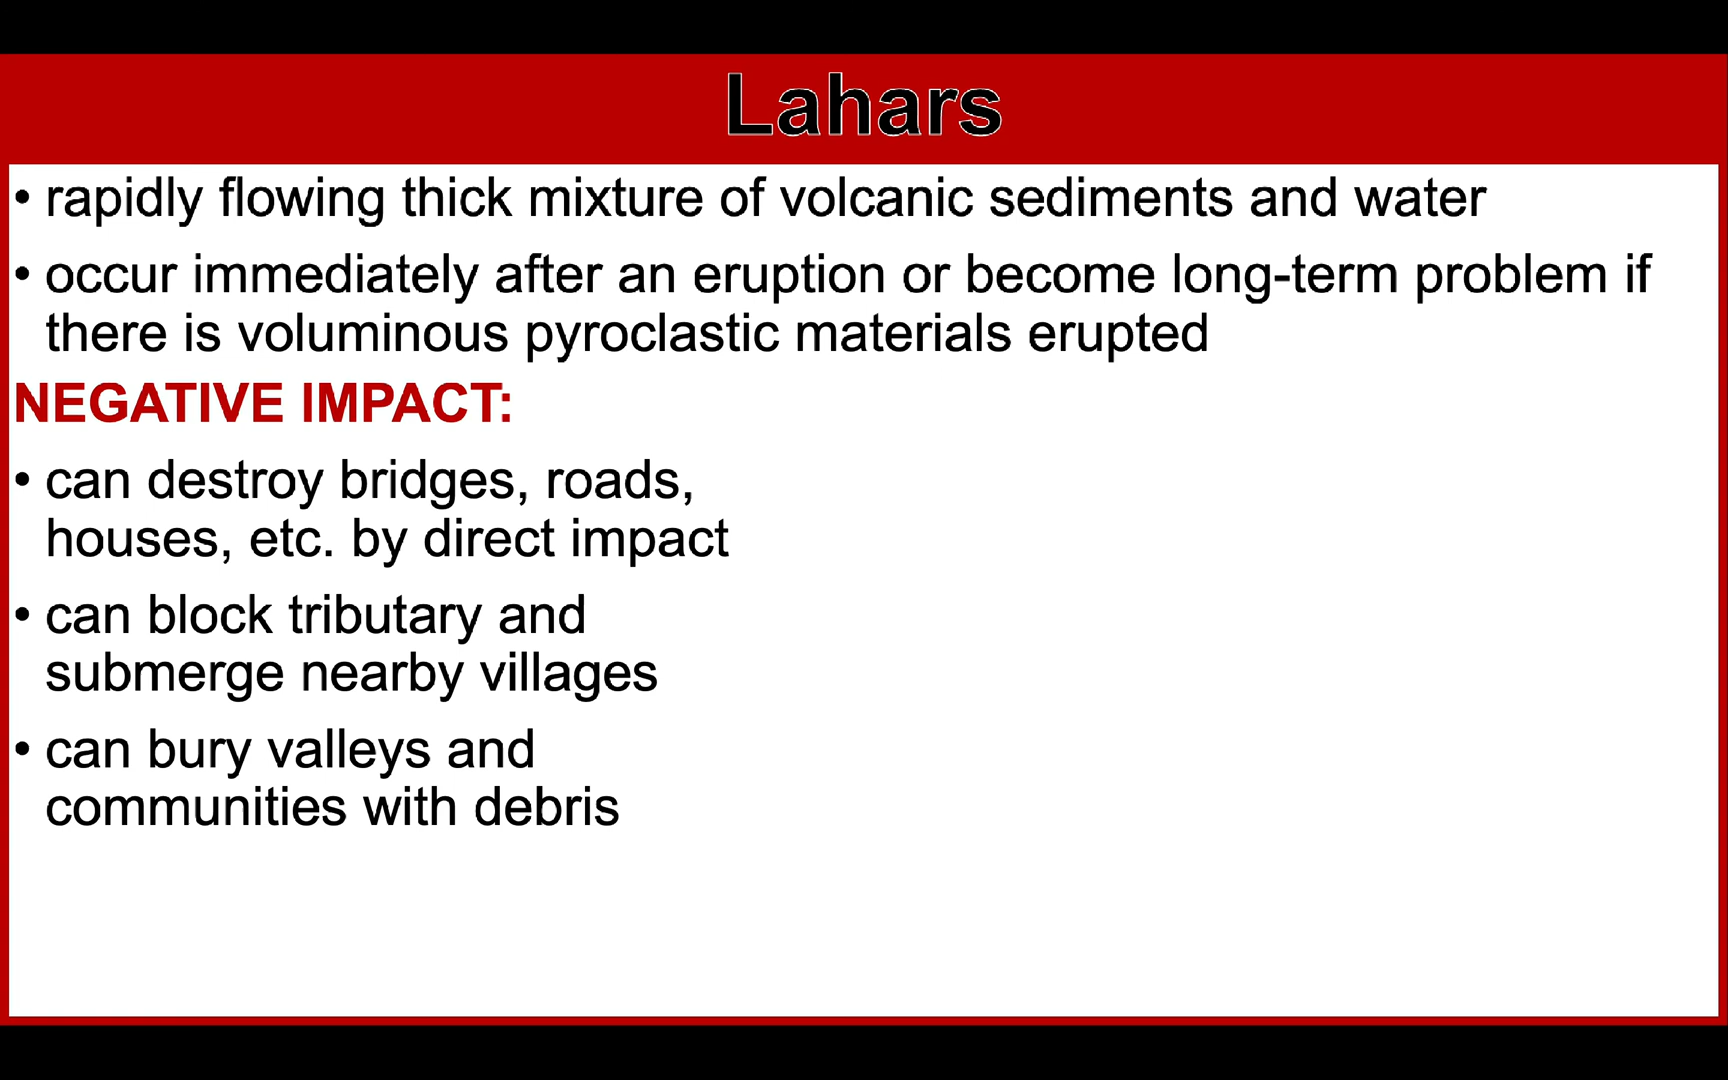 Lahars
• rapidly flowing thick mixture of volcanic sediments and water
• occur immediately after an eruption or become long-term problem if
there is voluminous pyroclastic materials erupted
NEGATIVE IMPACT:
• can destroy bridges, roads,
houses, etc. by direct impact
• can block tributary and
submerge nearby villages
• can bury valleys and
communities with debris